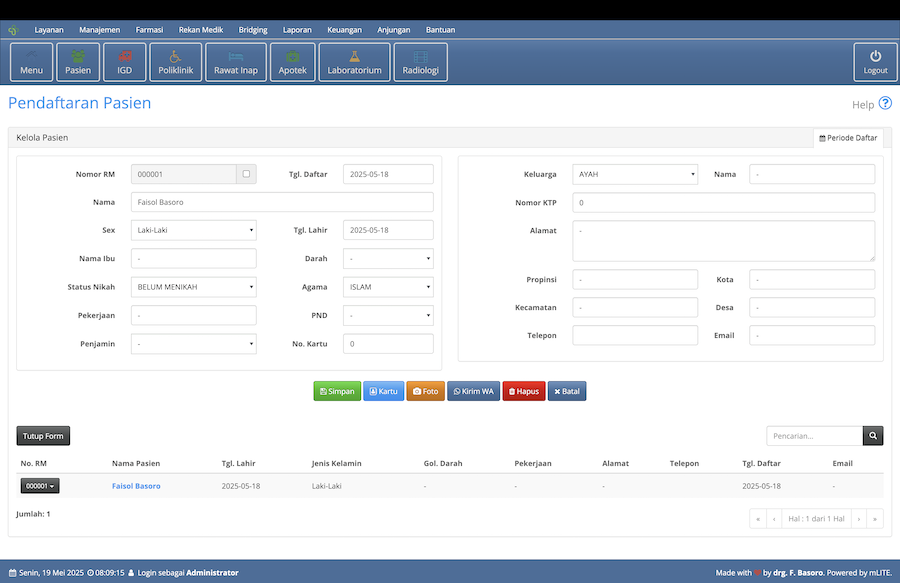 Layanan Manajemen Farmasi Rekan Medik Bridging Laporan Keuangan Anjungan Bantuan
Menu Pasien IGD Poliklinik Rawat Inap Apotek Laboratorium Radiologi Logout
Pendaftaran Pasien Help
Kelola Pasien Periode Daftar
Nomor RM 000001 Tgl. Daftar 2025-05-18
Nama Faisol Basoro
Sex Laki-Laki Tgl. Lahir 2025-05-18
Nama Ibu - Darah -
Status Nikah BELUM MENIKAH Agama ISLAM
Pekerjaan - PND -
Penjamin - No. Kartu 0
Keluarga AYAH Nama -
Nomor KTP 0
Alamat -
Propinsi - Kota -
Kecamatan - Desa -
Telepon Email -
Simpan Kartu Foto Kirim WA Hapus Batal
Tutup Form Pencarian...
No. RM Nama Pasien Tgl. Lahir Jenis Kelamin Gol. Darah Pekerjaan Alamat Telepon Tgl. Daftar Email
000001 Faisol Basoro 2025-05-18 Laki-Laki - - - 2025-05-18 -
Jumlah: 1
« ‹ Hal : 1 dari 1 Hal › »
Senin, 19 Mei 2025 08:09:15 Login sebagai Administrator
Made with by drg. F. Basoro. Powered by mLITE.